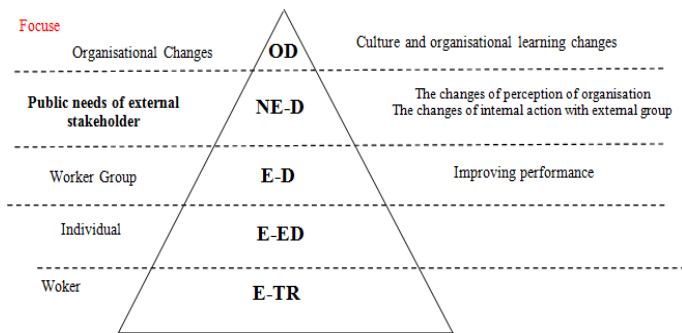 Focuse
Organisational Changes
OD
Culture and organisational learning changes
Public needs of external
stakeholder
NE-D
The changes of perception of organisation
The changes of internal action with external group
Worker Group
E-D
Improving performance
Individual
E-ED
Woker
E-TR